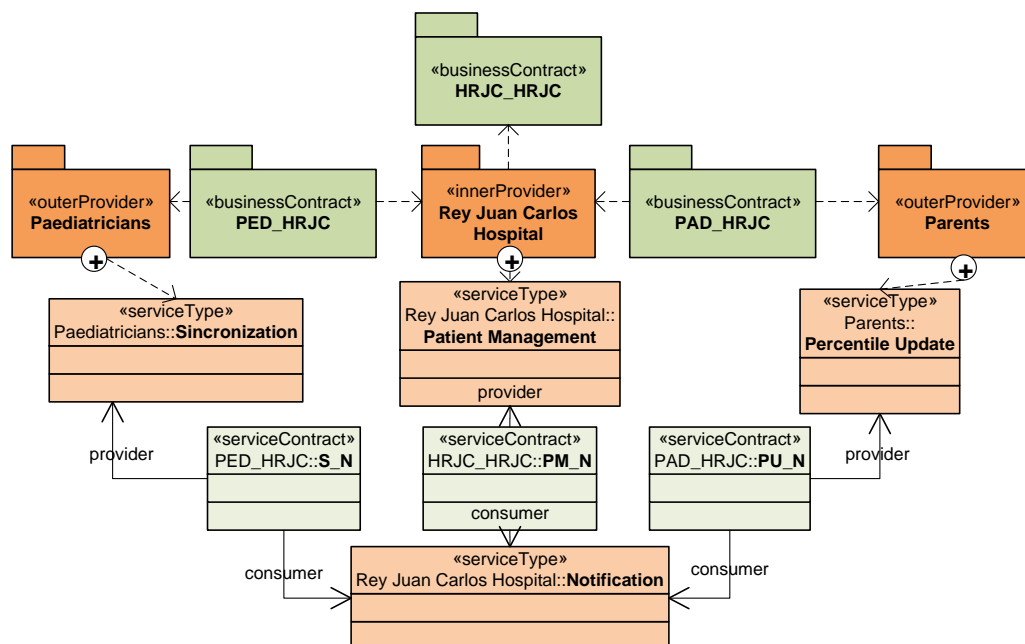 «businessContract»
HRJC_HRJC
«outerProvider»
Paediatricians
«businessContract»
PED_HRJC
«innerProvider»
Rey Juan Carlos
Hospital
«businessContract»
PAD_HRJC
«outerProvider»
Parents
«serviceType»
Paediatricians::Sincronization
«serviceType»
Rey Juan Carlos Hospital::
Patient Management
«serviceType»
Parents::
Percentile Update
provider
«serviceContract»
PED_HRJC::S_N
provider
«serviceContract»
HRJC_HRJC::PM_N
consumer
«serviceContract»
PAD_HRJC::PU_N
provider
consumer
«serviceType»
Rey Juan Carlos Hospital::Notification
consumer